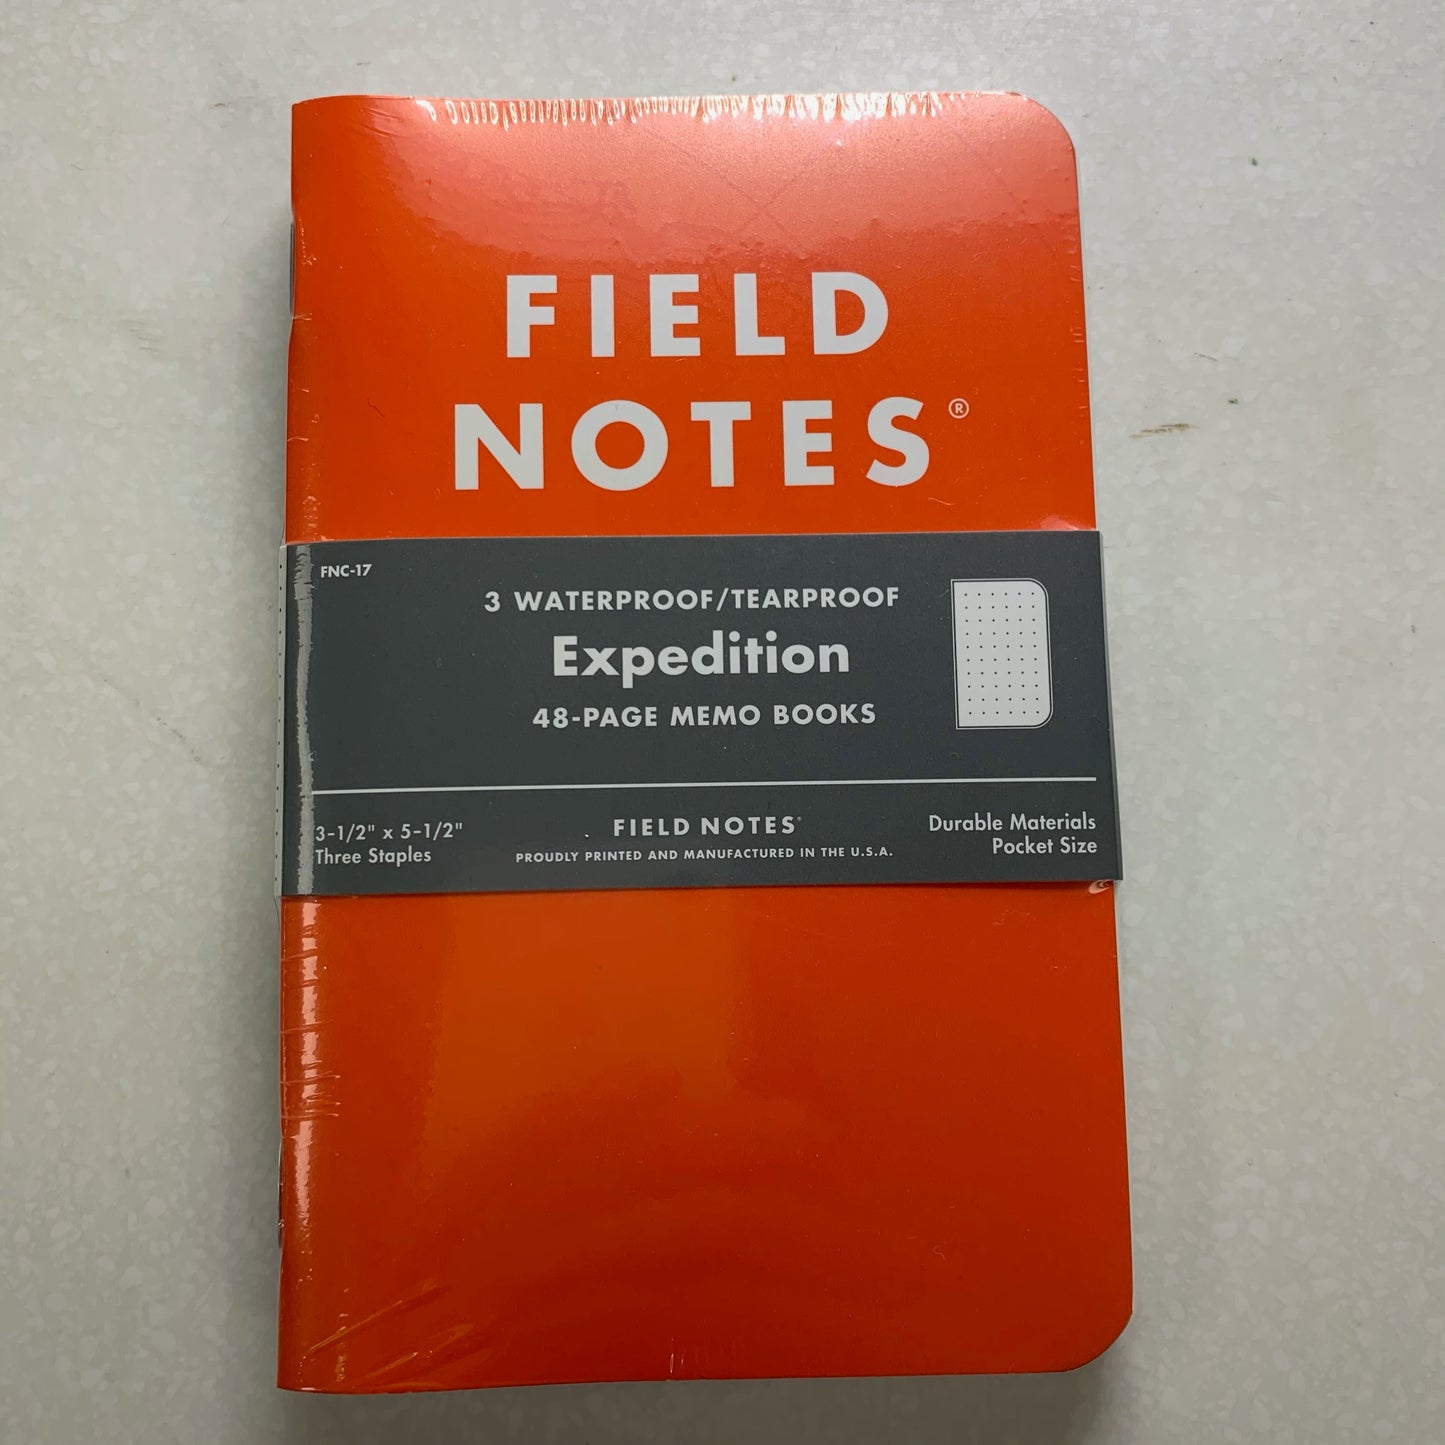 FIELD
NOTES®
FNC-17
3 WATERPROOF/TEARPROOF
Expedition
48-PAGE MEMO BOOKS
3-1/2" x 5-1/2"
Three Staples
FIELD NOTES®
PROUDLY PRINTED AND MANUFACTURED IN THE U.S.A.
Durable Materials
Pocket Size